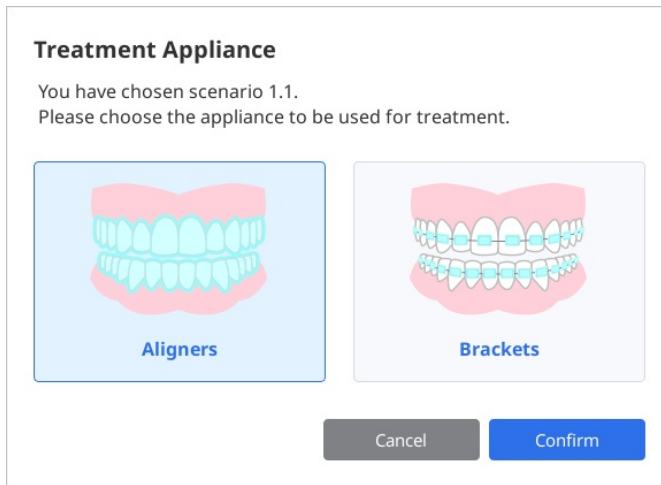 Treatment Appliance
You have chosen scenario 1.1.
Please choose the appliance to be used for treatment.
Aligners
Brackets
Cancel
Confirm